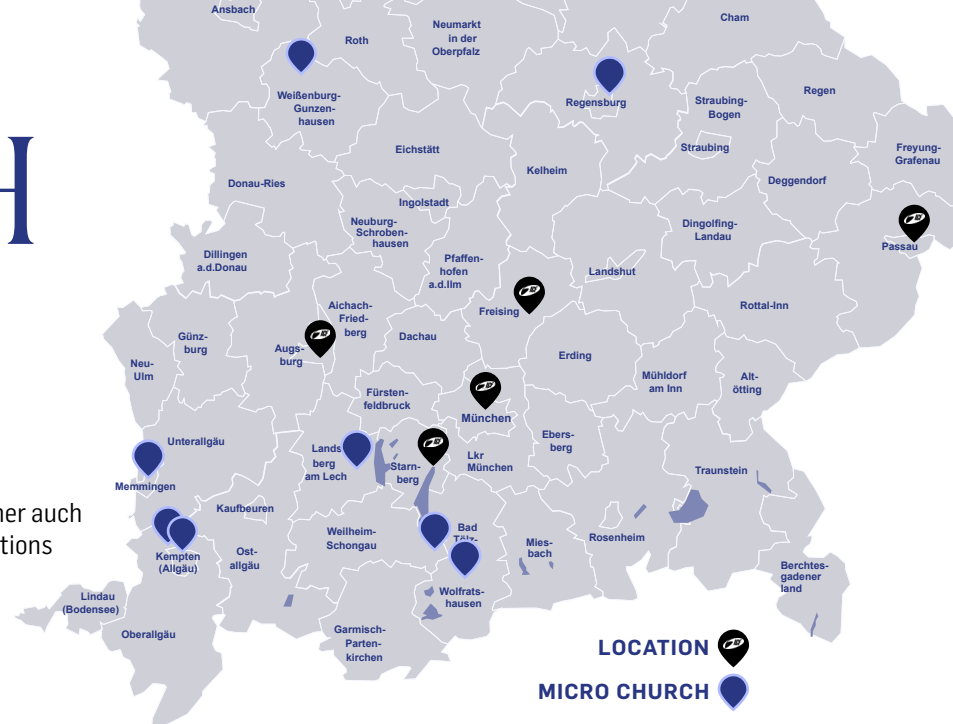 Ansbach
Roth
Neumarkt
in der
Oberpfalz
Cham
Weißenburg-
Gunzen-
hausen
Regensburg
Straubing-
Bogen
Regen
H
Eichstätt
Straubing
Freyung-
Grafenau
Donau-Ries
Kelheim
Deggendorf
Ingolstadt
Neuburg-
Schroben-
hausen
Dingolfing-
Landau
Passau
Dillingen
a.d.Donau
Pfaffen-
hofen
a.d.Ilm
Landshut
Aichach-
Fried-
berg
Freising
Rottal-Inn
Günz-
burg
Augs-
burg
Dachau
Erding
Neu-
Ulm
Mühldorf
am Inn
Alt-
ötting
Fürsten-
feldbruck
München
Unterallgäu
Lands
berg
am Lech
Starn-
berg
Lkr
München
Ebers-
berg
Traunstein
Memmingen
Kaufbeuren
ner auch
tions
Kempten
(Allgäu)
Ost-
allgäu
Weilheim-
Schongau
Bad
Tölz-
Wolfrats-
hausen
Mies-
bach
Rosenheim
Berchtes-
gadener
land
Lindau
(Bodensee)
Oberallgäu
Garmisch-
Parten-
kirchen
LOCATION
MICRO CHURCH